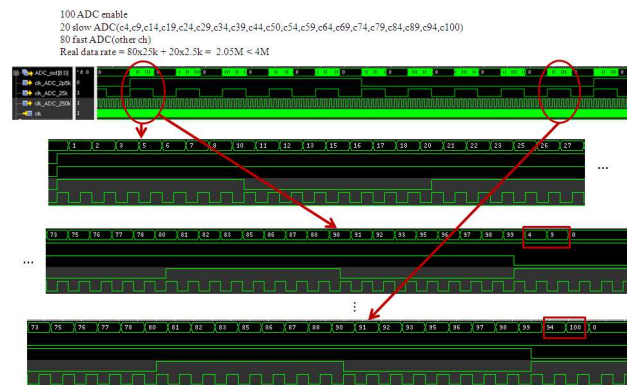 100 ADC enable
20 slow ADC(c4,c9,c14,c19,c24,c29,c34,c39,c44,c50,c54,c59,c64,c69,c74,c79,c84,c89,c94,c100)
80 fast ADC(other ch)
Real data rate = 80x25k + 20x2.5k = 2.05M < 4M
ADC_out[8:0]
clk_ADC_2p5k 0
clk_ADC_25k 1
clk_ADC_250k 1
clk 1
1 2 3 5 6 7 8 10 11 12 13 15 16 17 18 20 21 22 23 25 26 27
...
73 75 76 77 78 80 81 82 83 85 86 87 88 90 91 92 93 95 96 97 98 99 4 9 0
...
⋮
73 75 76 77 78 80 81 82 83 85 86 87 88 90 91 92 93 95 96 97 98 99 94 100 0